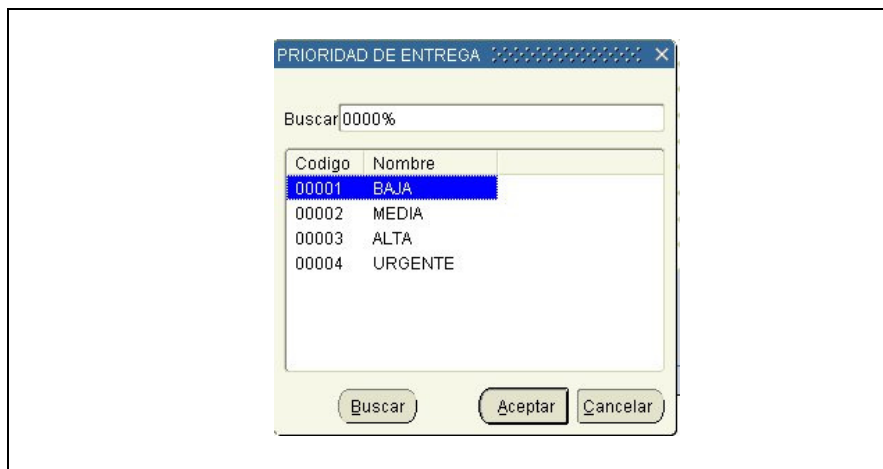 PRIORIDAD DE ENTREGA
Buscar 0000%
Codigo Nombre
00001 BAJA
00002 MEDIA
00003 ALTA
00004 URGENTE
Buscar Aceptar Cancelar